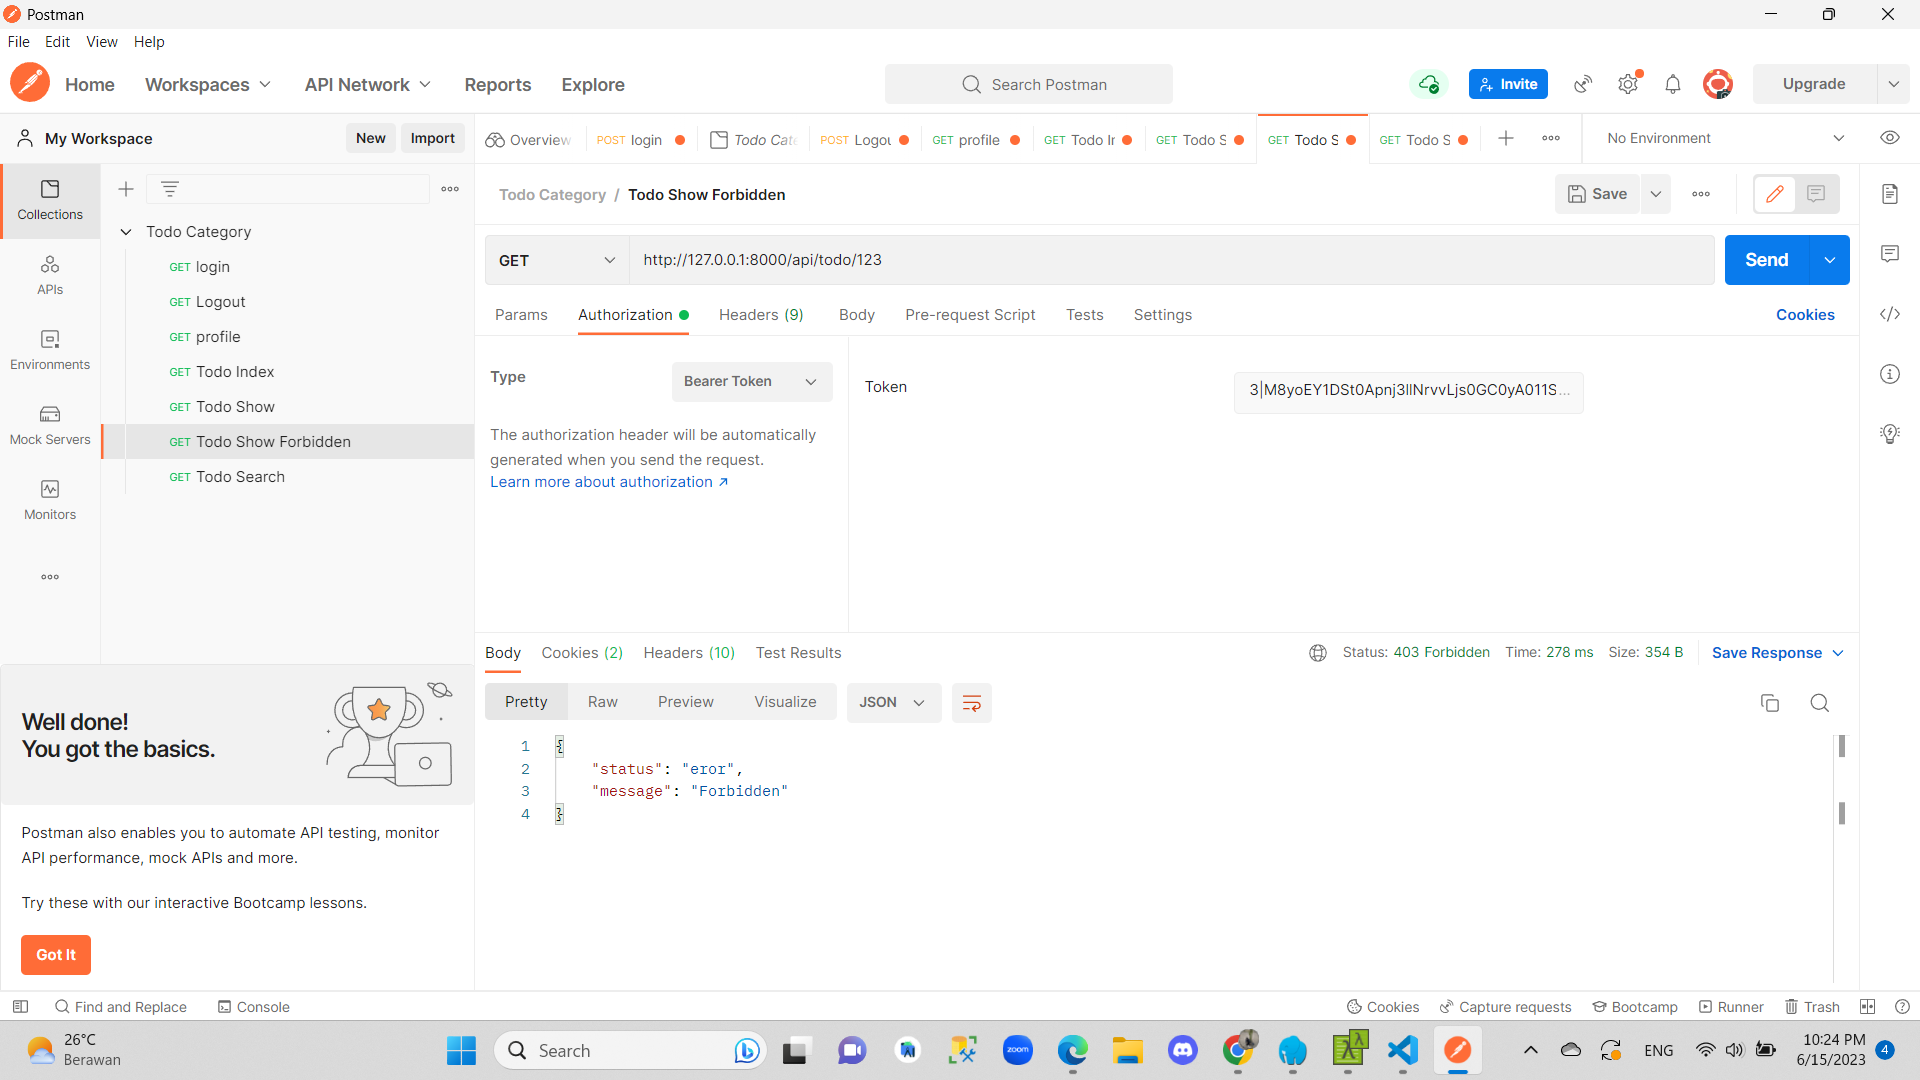 Postman
File Edit View Help
Home Workspaces API Network Reports Explore Search Postman Invite Upgrade
My Workspace New Import
Overview POST login Todo Cate POST Logou GET profile GET Todo In GET Todo S GET Todo S GET Todo S No Environment
Collections
APIs
Environments
Mock Servers
Monitors
Todo Category
GET login
GET Logout
GET profile
GET Todo Index
GET Todo Show
GET Todo Show Forbidden
GET Todo Search
Todo Category / Todo Show Forbidden Save
GET http://127.0.0.1:8000/api/todo/123 Send
Params Authorization Headers (9) Body Pre-request Script Tests Settings Cookies
Type Bearer Token
The authorization header will be automatically
generated when you send the request.
Learn more about authorization ↗
Token 3|M8yoEY1DSt0Apnj3llNrvvLjs0GC0yA011S...
Body Cookies (2) Headers (10) Test Results Status: 403 Forbidden Time: 278 ms Size: 354 B Save Response
Pretty Raw Preview Visualize JSON
1 {
2 "status": "eror",
3 "message": "Forbidden"
4 }
Well done!
You got the basics.
Postman also enables you to automate API testing, monitor
API performance, mock APIs and more.
Try these with our interactive Bootcamp lessons.
Got It
Find and Replace Console Cookies Capture requests Bootcamp Runner Trash
26°C
Berawan
Search
zoom
ENG
10:24 PM
6/15/2023
4